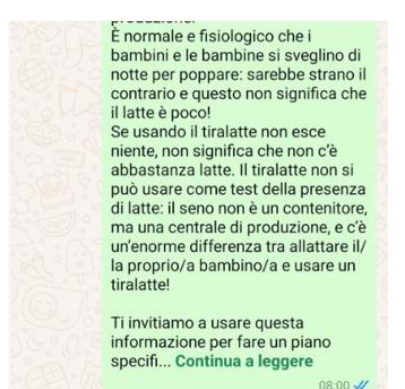 È normale e fisiologico che i
bambini e le bambine si sveglino di
notte per poppare: sarebbe strano il
contrario e questo non significa che
il latte è poco!
Se usando il tiralatte non esce
niente, non significa che non c'è
abbastanza latte. Il tiralatte non si
può usare come test della presenza
di latte: il seno non è un contenitore,
ma una centrale di produzione, e c'è
un'enorme differenza tra allattare il/
la proprio/a bambino/a e usare un
tiralatte!
Ti invitiamo a usare questa
informazione per fare un piano
specifi... Continua a leggere
08:00